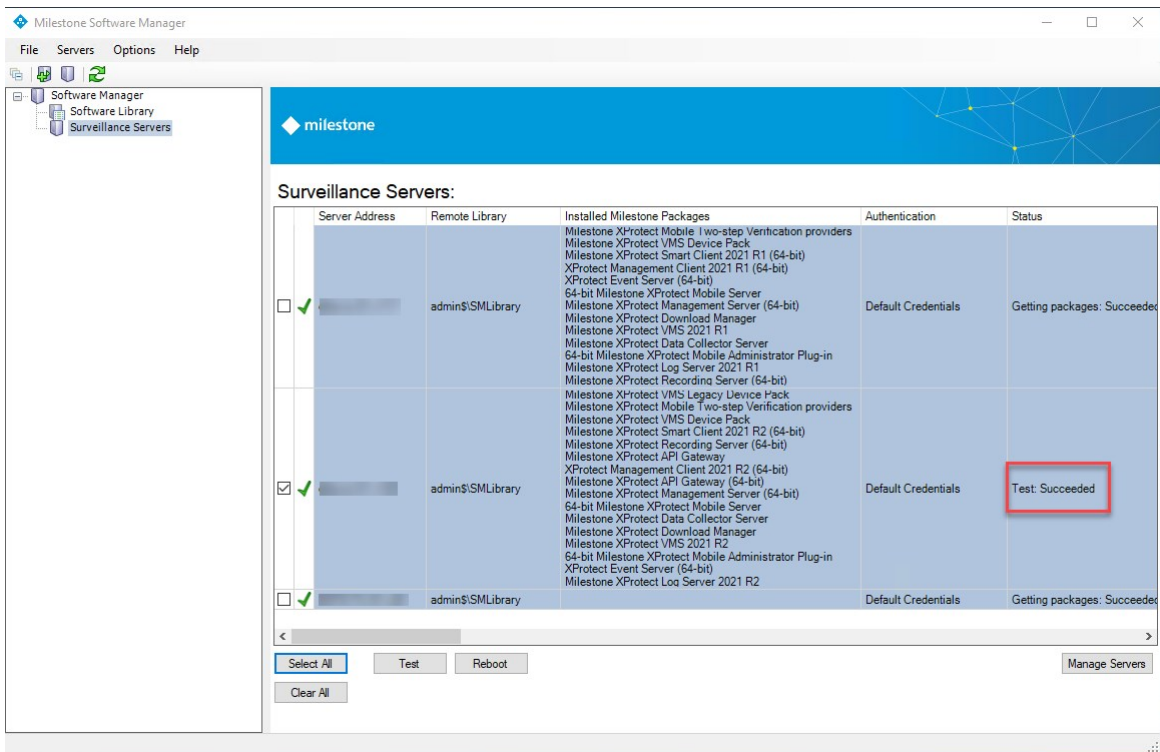 Milestone Software Manager
File Servers Options Help
Software Manager
Software Library
Surveillance Servers
milestone
Surveillance Servers:
Server Address Remote Library Installed Milestone Packages Authentication Status
Milestone XProtect Mobile Two-step Verification providers
Milestone XProtect VMS Device Pack
Milestone XProtect Smart Client 2021 R1 (64-bit)
XProtect Management Client 2021 R1 (64-bit)
XProtect Event Server (64-bit)
64-bit Milestone XProtect Mobile Server
admin$\SMLibrary Milestone XProtect Management Server (64-bit) Default Credentials Getting packages: Succeeded
Milestone XProtect Download Manager
Milestone XProtect VMS 2021 R1
Milestone XProtect Data Collector Server
64-bit Milestone XProtect Mobile Administrator Plug-in
Milestone XProtect Log Server 2021 R1
Milestone XProtect Recording Server (64-bit)
Milestone XProtect VMS Legacy Device Pack
Milestone XProtect Mobile Two-step Verification providers
Milestone XProtect VMS Device Pack
Milestone XProtect Smart Client 2021 R2 (64-bit)
Milestone XProtect Recording Server (64-bit)
Milestone XProtect API Gateway
XProtect Management Client 2021 R2 (64-bit)
Milestone XProtect API Gateway (64-bit)
admin$\SMLibrary Milestone XProtect Management Server (64-bit) Default Credentials Test: Succeeded
64-bit Milestone XProtect Mobile Server
Milestone XProtect Data Collector Server
Milestone XProtect Download Manager
Milestone XProtect VMS 2021 R2
64-bit Milestone XProtect Mobile Administrator Plug-in
XProtect Event Server (64-bit)
Milestone XProtect Log Server 2021 R2
admin$\SMLibrary Default Credentials Getting packages: Succeeded
Select All Test Reboot Manage Servers
Clear All